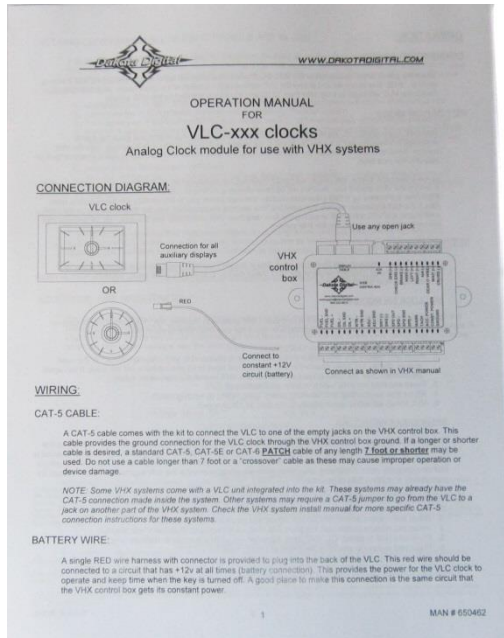 Dakota Digital
WWW.DAKOTADIGITAL.COM
OPERATION MANUAL
FOR
VLC-xxx clocks
Analog Clock module for use with VHX systems
CONNECTION DIAGRAM:
VLC clock
Use any open jack
Connection for all
auxiliary displays
VHX
control
box
OR
RED
Dakota Digital
Connect to
constant +12V
circuit (battery)
Connect as shown in VHX manual
WIRING:
CAT-5 CABLE:
A CAT-5 cable comes with the kit to connect the VLC to one of the empty jacks on the VHX control box. This
cable provides the ground connection for the VLC clock through the VHX control box ground. If a longer or shorter
cable is desired, a standard CAT-5, CAT-5E or CAT-6 PATCH cable of any length 7 foot or shorter may be
used. Do not use a cable longer than 7 foot or a 'crossover' cable as these may cause improper operation or
device damage.
NOTE: Some VHX systems come with a VLC unit integrated into the kit. These systems may already have the
CAT-5 connection made inside the system. Other systems may require a CAT-5 jumper to go from the VLC to a
jack on another part of the VHX system. Check the VHX system install manual for more specific CAT-5
connection instructions for these systems.
BATTERY WIRE:
A single RED wire harness with connector is provided to plug into the back of the VLC. This red wire should be
connected to a circuit that has +12v at all times (battery connection). This provides the power for the VLC clock to
operate and keep time when the key is turned off. A good place to make this connection is the same circuit that
the VHX control box gets its constant power.
1
MAN # 650462